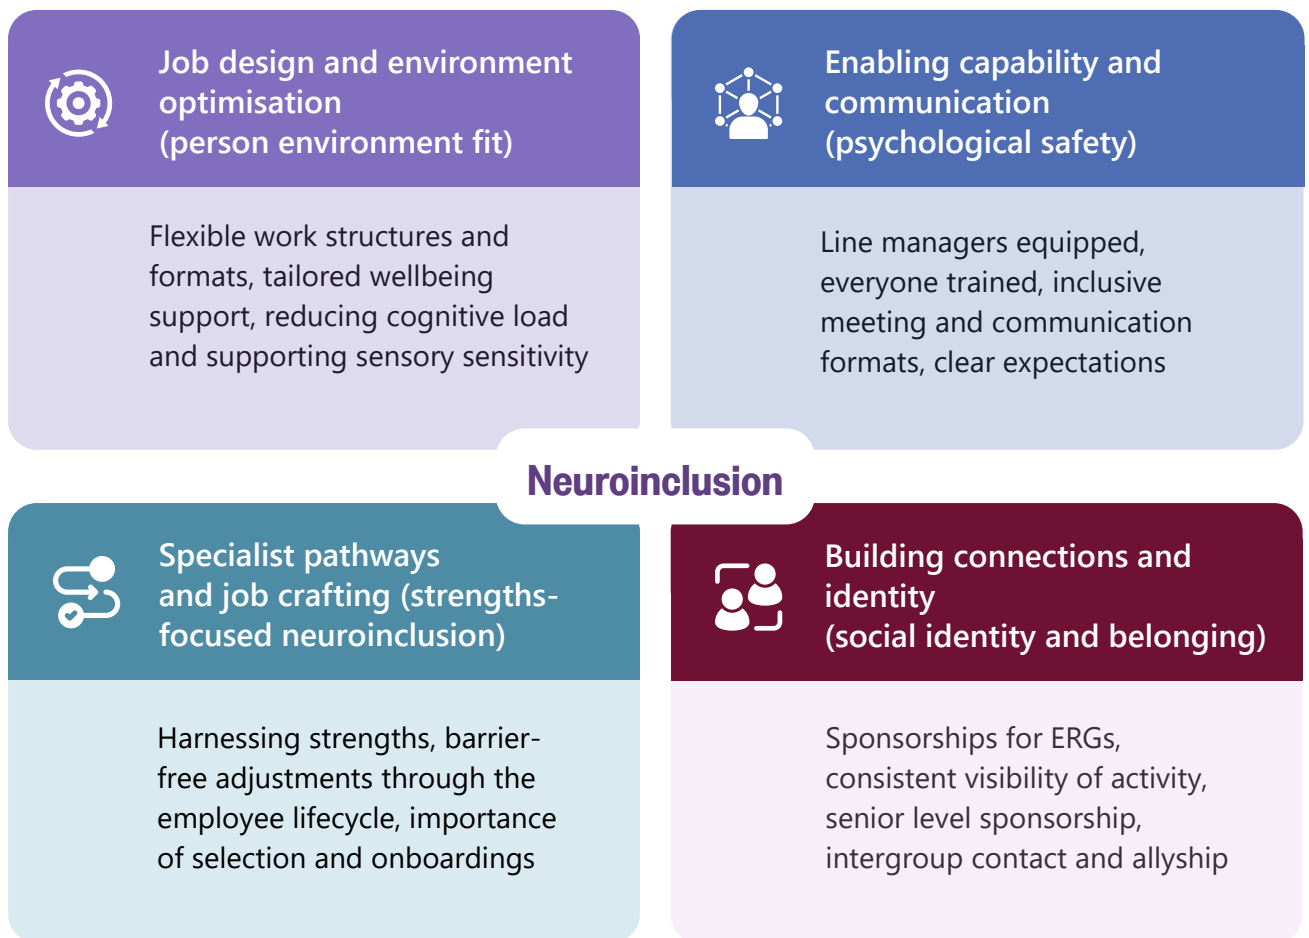 Job design and environment
optimisation
(person environment fit)
Flexible work structures and
formats, tailored wellbeing
support, reducing cognitive load
and supporting sensory sensitivity
Enabling capability and
communication
(psychological safety)
Line managers equipped,
everyone trained, inclusive
meeting and communication
formats, clear expectations
Neuroinclusion
Specialist pathways
and job crafting (strengths-
focused neuroinclusion)
Harnessing strengths, barrier-
free adjustments through the
employee lifecycle, importance
of selection and onboardings
Building connections and
identity
(social identity and belonging)
Sponsorships for ERGs,
consistent visibility of activity,
senior level sponsorship,
intergroup contact and allyship